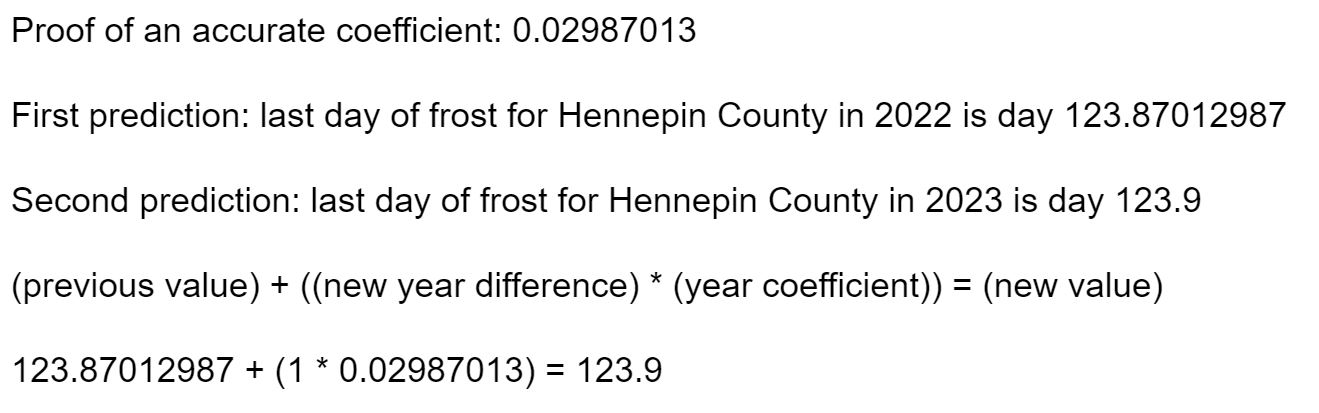 Proof of an accurate coefficient: 0.02987013
First prediction: last day of frost for Hennepin County in 2022 is day 123.87012987
Second prediction: last day of frost for Hennepin County in 2023 is day 123.9
(previous value) + ((new year difference) * (year coefficient)) = (new value)
123.87012987 + (1 * 0.02987013) = 123.9